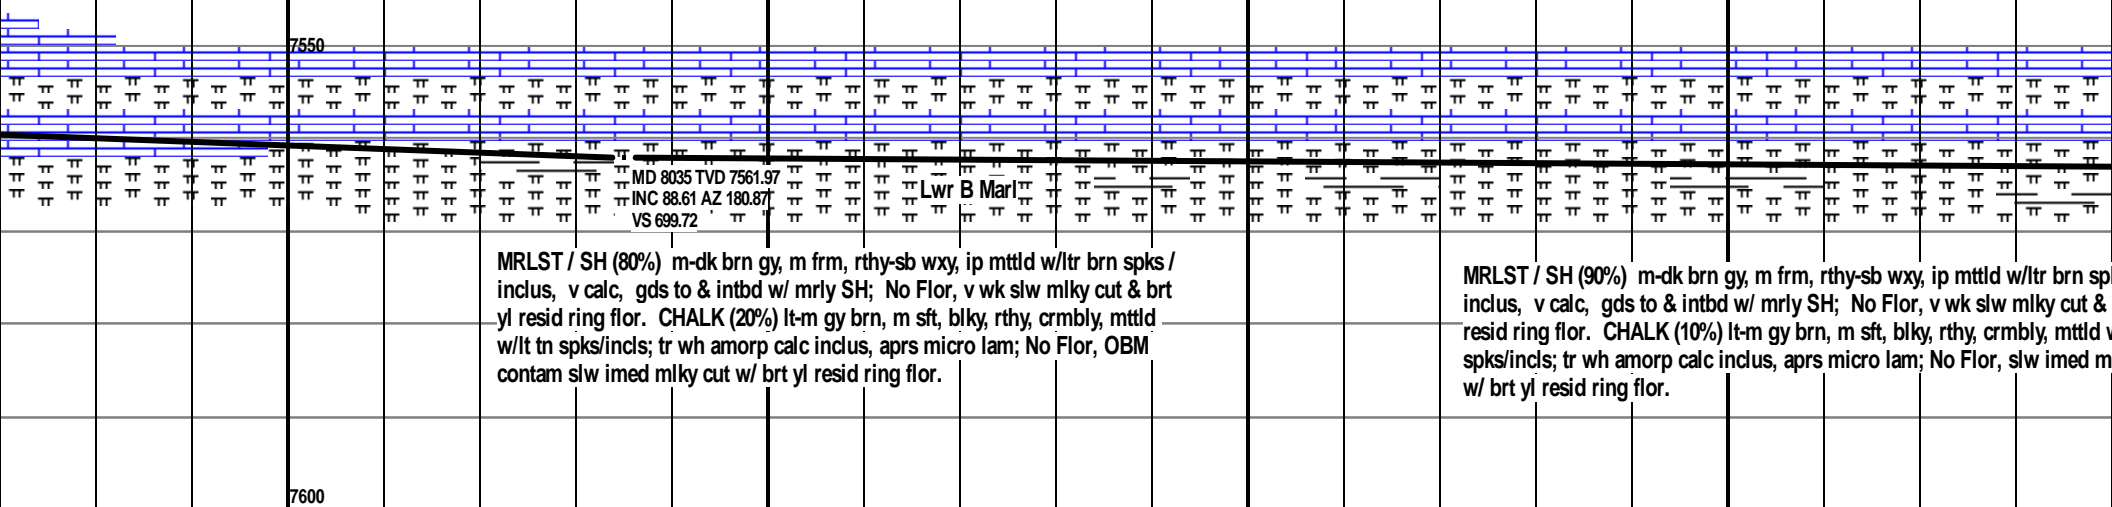 7550
MD 8035 TVD 7561.97
INC 88.61 AZ 180.87
VS 699.72
Lwr B Marl
MRLST / SH (80%) m-dk brn gy, m frm, rthy-sb wxy, ip mttld w/ltr brn spks /
inclus, v calc, gds to & intbd w/ mrly SH; No Flor, v wk slw mlky cut & brt
yl resid ring flor. CHALK (20%) lt-m gy brn, m sft, blky, rthy, crmbly, mttld
w/lt tn spks/incls; tr wh amorp calc inclus, aprs micro lam; No Flor, OBM
contam slw imed mlky cut w/ brt yl resid ring flor.
MRLST / SH (90%) m-dk brn gy, m frm, rthy-sb wxy, ip mttld w/ltr brn
inclus, v calc, gds to & intbd w/ mrly SH; No Flor, v wk slw mlky cut &
resid ring flor. CHALK (10%) lt-m gy brn, m sft, blky, rthy, crmbly, mttld
spks/incls; tr wh amorp calc inclus, aprs micro lam; No Flor, slw imed
w/ brt yl resid ring flor.
7600